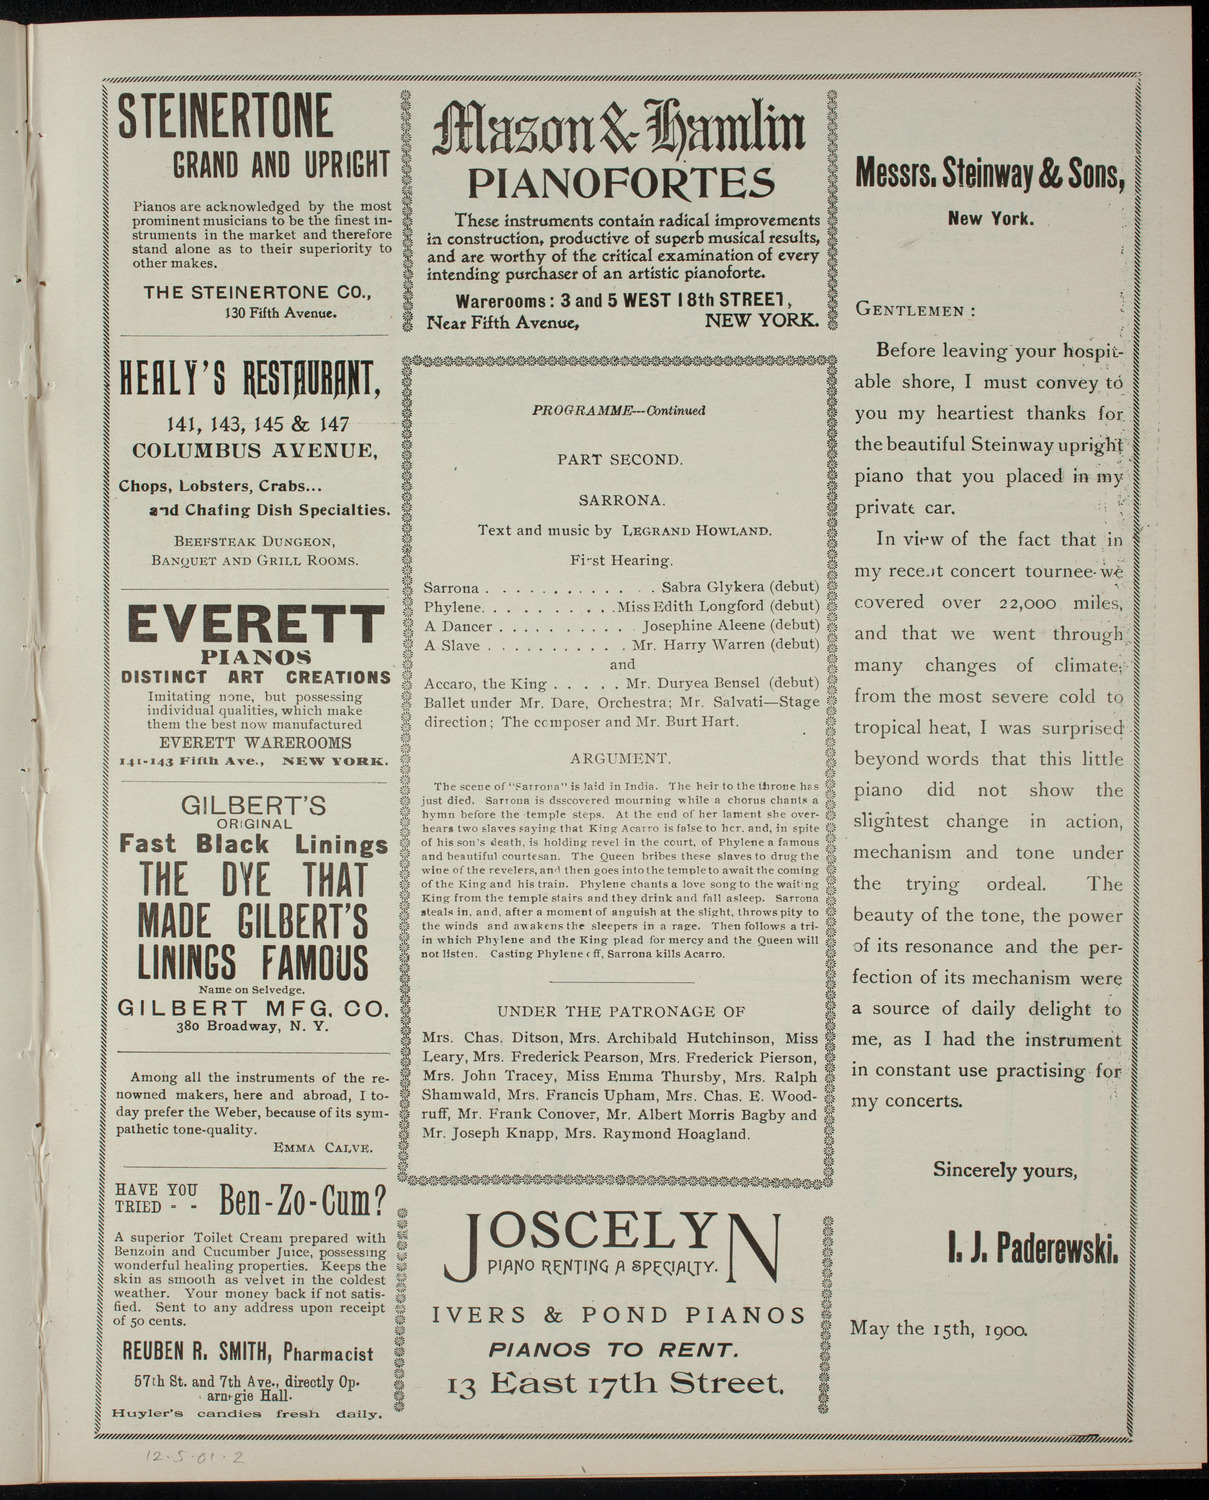 STEINERTONE
GRAND AND UPRIGHT
Pianos are acknowledged by the most
prominent musicians to be the finest in-
struments in the market and therefore
stand alone as to their superiority to
other makes.
THE STEINERTONE CO.,
130 Fifth Avenue.
HEALY'S RESTAURANT,
141, 143, 145 & 147
COLUMBUS AVENUE,
Chops, Lobsters, Crabs...
and Chafing Dish Specialties.
BEEFSTEAK DUNGEON,
BANQUET AND GRILL ROOMS.
EVERETT
PIANOS
DISTINCT ART CREATIONS
Imitating none, but possessing
individual qualities, which make
them the best now manufactured
EVERETT WAREROOMS
141-143 Fifth Ave., NEW YORK.
GILBERT'S
ORIGINAL
Fast Black Linings
THE DYE THAT
MADE GILBERT'S
LININGS FAMOUS
Name on Selvedge.
GILBERT MFG. CO.
380 Broadway, N. Y.
Among all the instruments of the re-
nowned makers, here and abroad, I to-
day prefer the Weber, because of its sym-
pathetic tone-quality.
EMMA CALVE.
HAVE YOU
TRIED - - Ben-Zo-Cum?
A superior Toilet Cream prepared with
Benzoin and Cucumber Juice, possessing
wonderful healing properties. Keeps the
skin as smooth as velvet in the coldest
weather. Your money back if not satis-
fied. Sent to any address upon receipt
of 50 cents.
REUBEN R. SMITH, Pharmacist
57th St. and 7th Ave., directly Op.
arnegie Hall.
Huyler's candies fresh daily.
Mason & Hamlin
PIANOFORTES
These instruments contain radical improvements
in construction, productive of superb musical results,
and are worthy of the critical examination of every
intending purchaser of an artistic pianoforte.
Warerooms: 3 and 5 WEST 18th STREET,
Near Fifth Avenue, NEW YORK.
PROGRAMME---Continued
PART SECOND.
SARRONA.
Text and music by LEGRAND HOWLAND.
First Hearing.
Sarrona . . . . . . . . . . . . Sabra Glykera (debut)
Phylene. . . . . . . . . . Miss Edith Longford (debut)
A Dancer . . . . . . . . . . Josephine Aleene (debut)
A Slave . . . . . . . . . . . Mr. Harry Warren (debut)
and
Accaro, the King . . . . . Mr. Duryea Bensel (debut)
Ballet under Mr. Dare, Orchestra; Mr. Salvati—Stage
direction; The composer and Mr. Burt Hart.
ARGUMENT.
The scene of "Sarrona" is laid in India. The heir to the throne has
just died. Sarrona is dsscovered mourning while a chorus chants a
hymn before the temple steps. At the end of her lament she over-
hears two slaves saying that King Acarro is false to her, and, in spite
of his son's death, is holding revel in the court, of Phylene a famous
and beautiful courtesan. The Queen bribes these slaves to drug the
wine of the revelers, and then goes into the temple to await the coming
of the King and his train. Phylene chants a love song to the waiting
King from the temple stairs and they drink and fall asleep. Sarrona
steals in, and, after a moment of anguish at the slight, throws pity to
the winds and awakens the sleepers in a rage. Then follows a tri-
in which Phylene and the King plead for mercy and the Queen will
not listen. Casting Phylene off, Sarrona kills Acarro.
UNDER THE PATRONAGE OF
Mrs. Chas. Ditson, Mrs. Archibald Hutchinson, Miss
Leary, Mrs. Frederick Pearson, Mrs. Frederick Pierson,
Mrs. John Tracey, Miss Emma Thursby, Mrs. Ralph
Shamwald, Mrs. Francis Upham, Mrs. Chas. E. Wood-
ruff, Mr. Frank Conover, Mr. Albert Morris Bagby and
Mr. Joseph Knapp, Mrs. Raymond Hoagland.
JOSCELYN
PIANO RENTING A SPECIALTY.
IVERS & POND PIANOS
PIANOS TO RENT.
13 East 17th Street.
Messrs. Steinway & Sons,
New York.
GENTLEMEN:
Before leaving your hospit-
able shore, I must convey to
you my heartiest thanks for
the beautiful Steinway upright
piano that you placed in my
private car.
In view of the fact that in
my recent concert tournee we
covered over 22,000 miles,
and that we went through
many changes of climate,
from the most severe cold to
tropical heat, I was surprised
beyond words that this little
piano did not show the
slightest change in action,
mechanism and tone under
the trying ordeal. The
beauty of the tone, the power
of its resonance and the per-
fection of its mechanism were
a source of daily delight to
me, as I had the instrument
in constant use practising for
my concerts.
Sincerely yours,
I. J. Paderewski.
May the 15th, 1900.
12.5.01.2